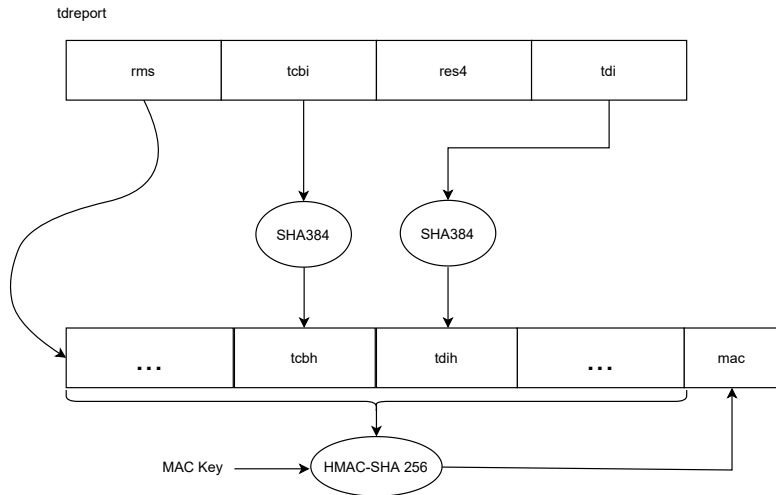 tdreport
rms tcbi res4 tdi
SHA384 SHA384
... tcbh tdih ... mac
MAC Key HMAC-SHA 256